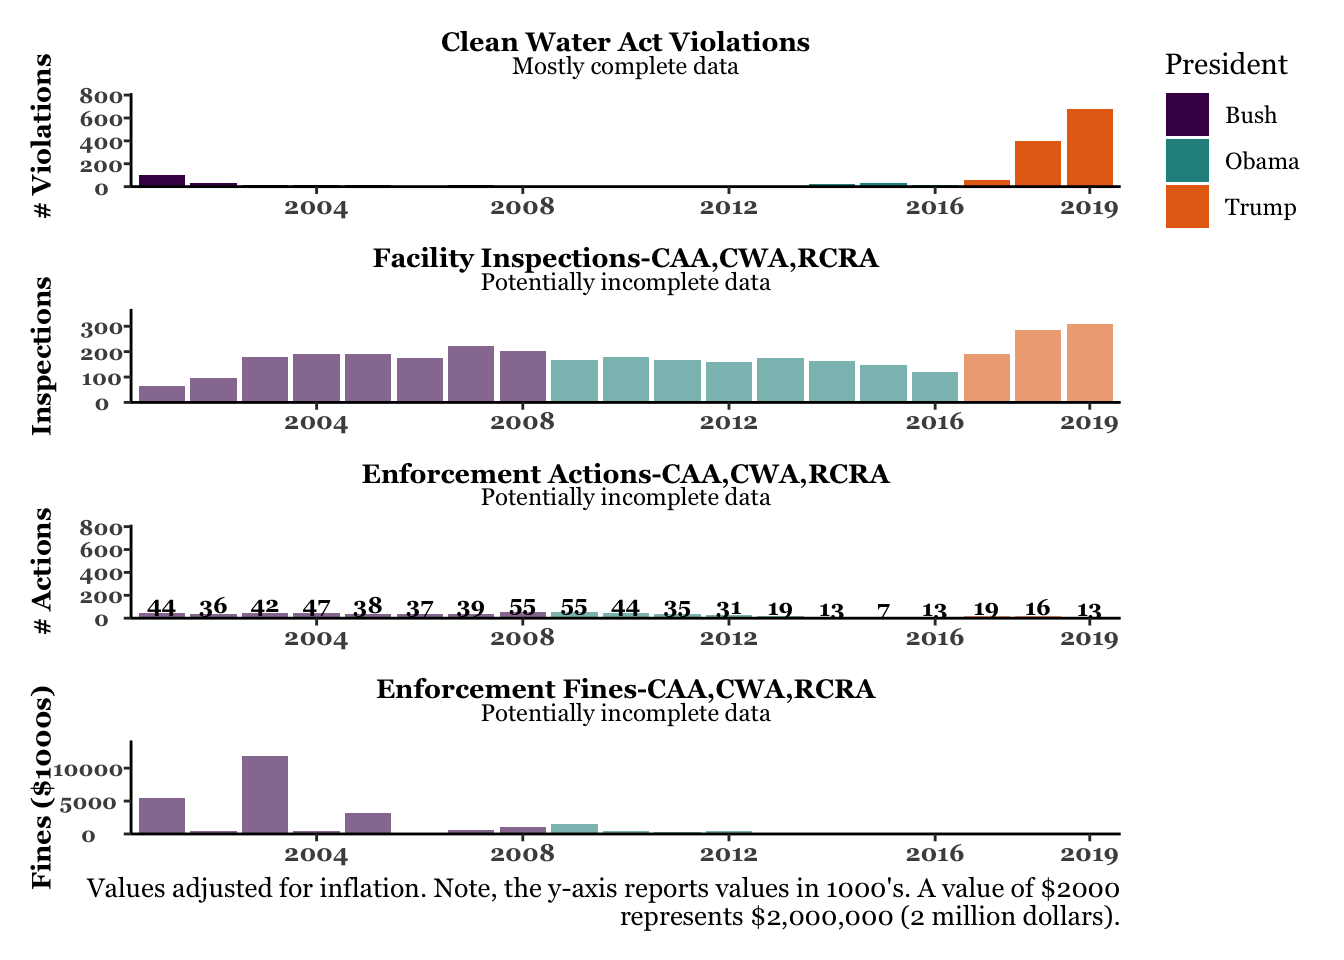 Clean Water Act Violations
Mostly complete data
# Violations
800
600
400
200
0
2004 2008 2012 2016 2019
President
Bush
Obama
Trump
Facility Inspections-CAA,CWA,RCRA
Potentially incomplete data
Inspections
300
200
100
0
2004 2008 2012 2016 2019
Enforcement Actions-CAA,CWA,RCRA
Potentially incomplete data
# Actions
800
600
400
200
0
44 36 42 47 38 37 39 55 55 44 35 31 19 13 7 13 19 16 13
2004 2008 2012 2016 2019
Enforcement Fines-CAA,CWA,RCRA
Potentially incomplete data
Fines ($1000s)
10000
5000
0
2004 2008 2012 2016 2019
Values adjusted for inflation. Note, the y-axis reports values in 1000's. A value of $2000
represents $2,000,000 (2 million dollars).